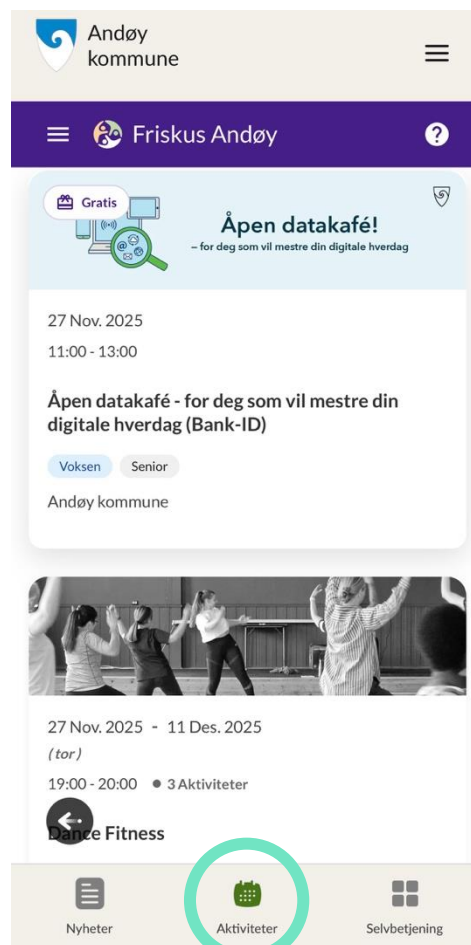 Andøy
kommune
Friskus Andøy
?
Gratis
Åpen datakafé!
– for deg som vil mestre din digitale hverdag
27 Nov. 2025
11:00 - 13:00
Åpen datakafé - for deg som vil mestre din
digitale hverdag (Bank-ID)
Voksen Senior
Andøy kommune
27 Nov. 2025 - 11 Des. 2025
(tor)
19:00 - 20:00 • 3 Aktiviteter
Dance Fitness
Nyheter Aktiviteter Selvbetjening